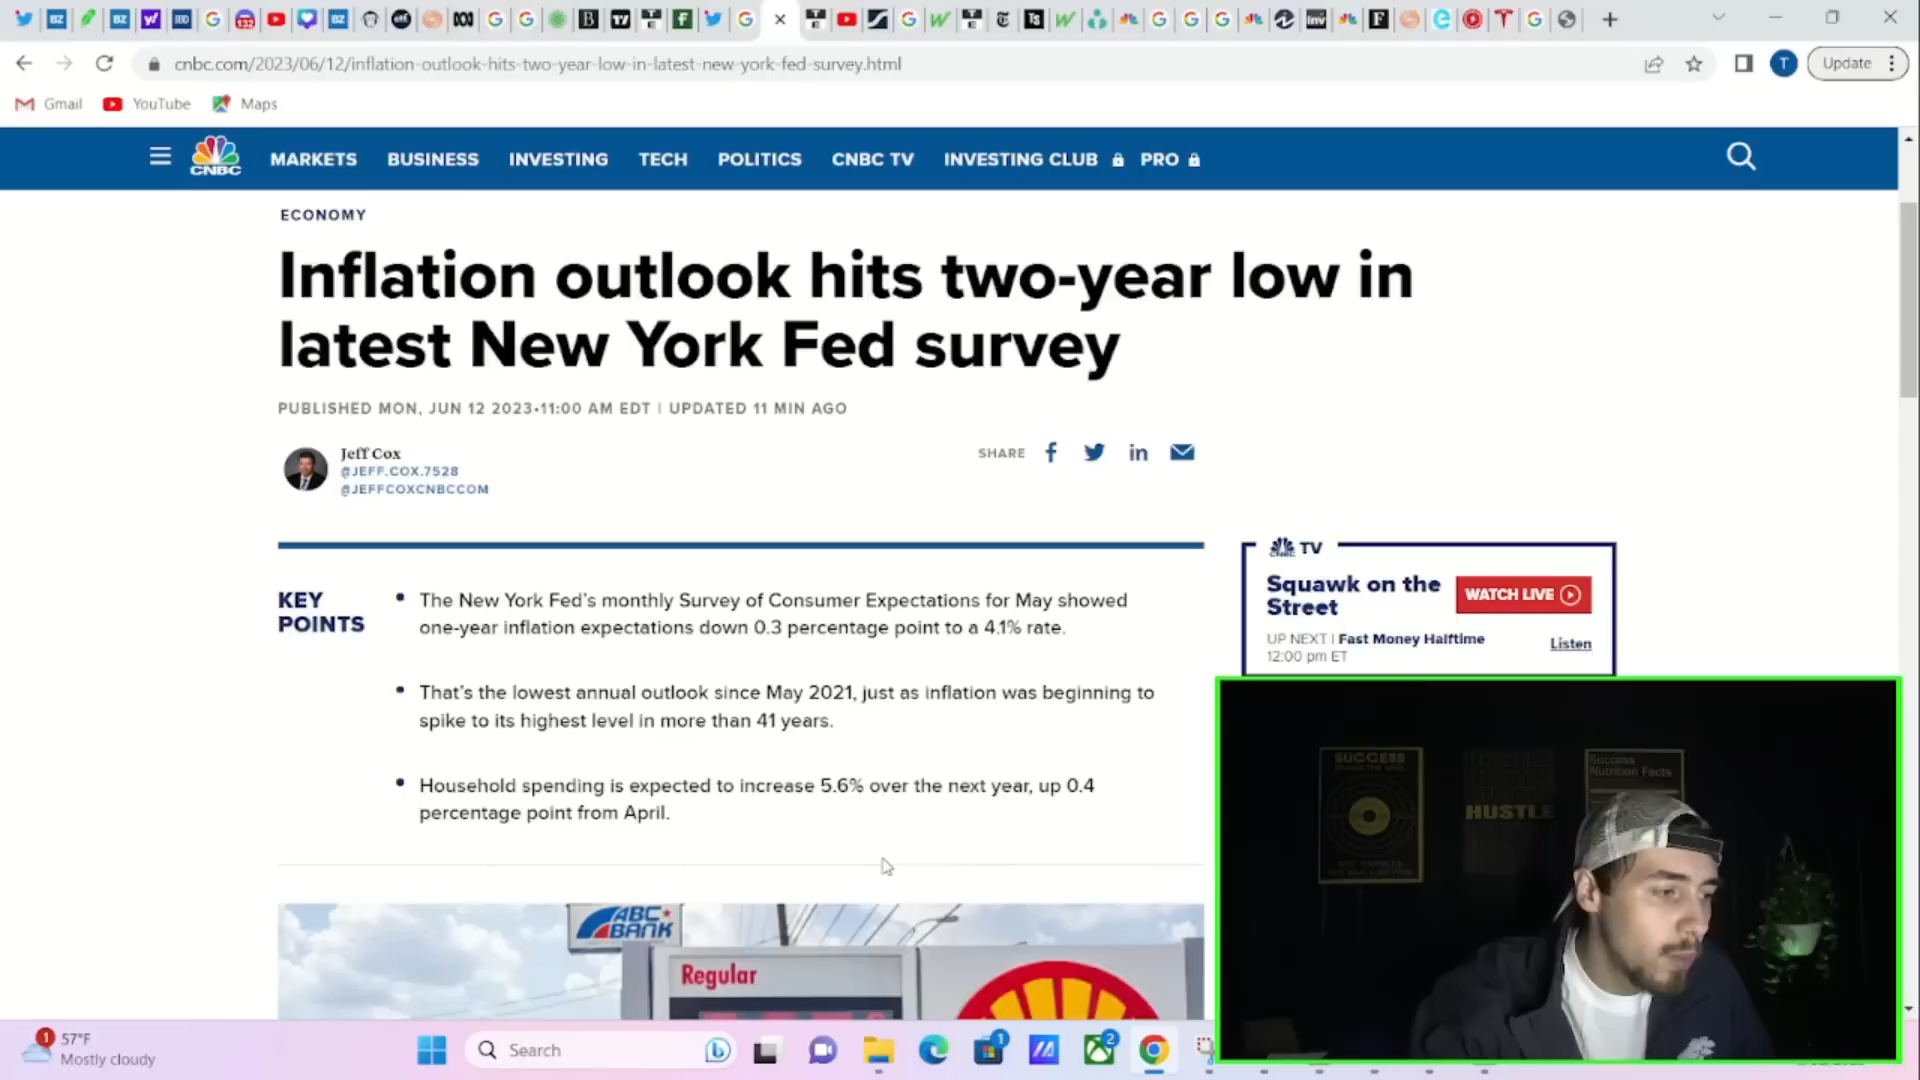 cnbc.com/2023/06/12/inflation-outlook-hits-two-year-low-in-latest-new-york-fed-survey.html
T
Update
Gmail
YouTube
Maps
CNBC
MARKETS
BUSINESS
INVESTING
TECH
POLITICS
CNBC TV
INVESTING CLUB
PRO
ECONOMY
Inflation outlook hits two-year low in
latest New York Fed survey
PUBLISHED MON, JUN 12 2023•11:00 AM EDT | UPDATED 11 MIN AGO
Jeff Cox
@JEFF.COX.7528
@JEFFCOXCNBCCOM
SHARE
KEY
POINTS
• The New York Fed's monthly Survey of Consumer Expectations for May showed
one-year inflation expectations down 0.3 percentage point to a 4.1% rate.
• That's the lowest annual outlook since May 2021, just as inflation was beginning to
spike to its highest level in more than 41 years.
• Household spending is expected to increase 5.6% over the next year, up 0.4
percentage point from April.
TV
Squawk on the
Street
WATCH LIVE
UP NEXT | Fast Money Halftime
12:00 pm ET
Listen
ABC
BANK
Regular
SUCCESS
HUSTLE
Success
Nutrition Facts
1
57°F
Mostly cloudy
Search
1
2